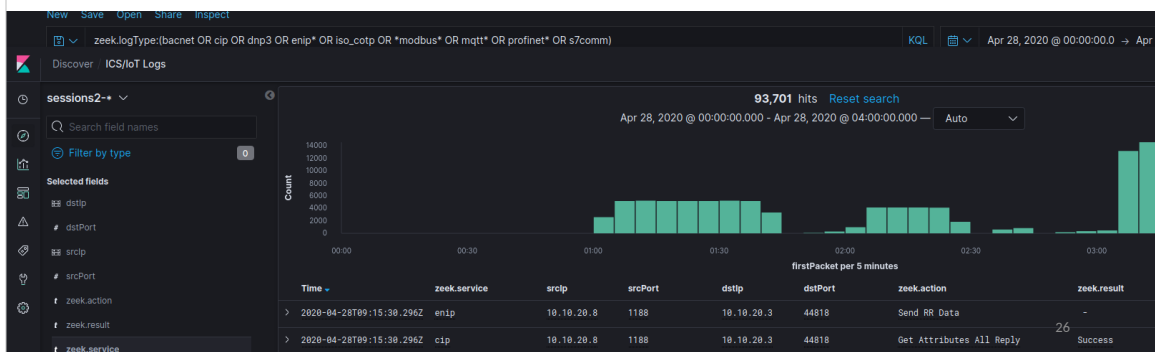 New Save Open Share Inspect
zeek.logType:(bacnet OR cip OR dnp3 OR enip* OR iso_cotp OR *modbus* OR mqtt* OR profinet* OR s7comm) KQL Apr 28, 2020 @ 00:00:00.0 → Apr
Discover ICS/IoT Logs
sessions2-*
93,701 hits Reset search
Search field names
Apr 28, 2020 @ 00:00:00.000 - Apr 28, 2020 @ 04:00:00.000 — Auto
Filter by type 0
Selected fields
dstIp
# dstPort
srcIp
# srcPort
t zeek.action
t zeek.result
t zeek.service
Count
14000
12000
10000
8000
6000
4000
2000
0
00:00 00:30 01:00 01:30 02:00 02:30 03:00
firstPacket per 5 minutes
Time zeek.service srcIp srcPort dstIp dstPort zeek.action zeek.result
2020-04-28T09:15:30.296Z enip 10.10.20.8 1188 10.10.20.3 44818 Send RR Data -
26
2020-04-28T09:15:30.296Z cip 10.10.20.8 1188 10.10.20.3 44818 Get Attributes All Reply Success